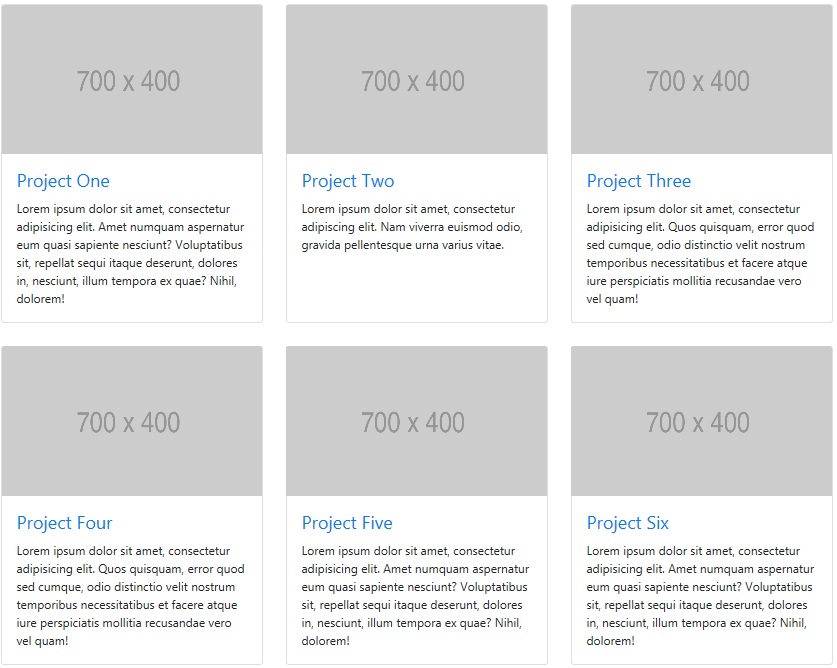 700 x 400
700 x 400
700 x 400
Project One
Lorem ipsum dolor sit amet, consectetur
adipisicing elit. Amet numquam aspernatur
eum quasi sapiente nesciunt? Voluptatibus
sit, repellat sequi itaque deserunt, dolores
in, nesciunt, illum tempora ex quae? Nihil,
dolorem!
Project Two
Lorem ipsum dolor sit amet, consectetur
adipiscing elit. Nam viverra euismod odio,
gravida pellentesque urna varius vitae.
Project Three
Lorem ipsum dolor sit amet, consectetur
adipisicing elit. Quos quisquam, error quod
sed cumque, odio distinctio velit nostrum
temporibus necessitatibus et facere atque
iure perspiciatis mollitia recusandae vero
vel quam!
700 x 400
700 x 400
700 x 400
Project Four
Lorem ipsum dolor sit amet, consectetur
adipisicing elit. Quos quisquam, error quod
sed cumque, odio distinctio velit nostrum
temporibus necessitatibus et facere atque
iure perspiciatis mollitia recusandae vero
vel quam!
Project Five
Lorem ipsum dolor sit amet, consectetur
adipisicing elit. Amet numquam aspernatur
eum quasi sapiente nesciunt? Voluptatibus
sit, repellat sequi itaque deserunt, dolores
in, nesciunt, illum tempora ex quae? Nihil,
dolorem!
Project Six
Lorem ipsum dolor sit amet, consectetur
adipisicing elit. Amet numquam aspernatur
eum quasi sapiente nesciunt? Voluptatibus
sit, repellat sequi itaque deserunt, dolores
in, nesciunt, illum tempora ex quae? Nihil,
dolorem!